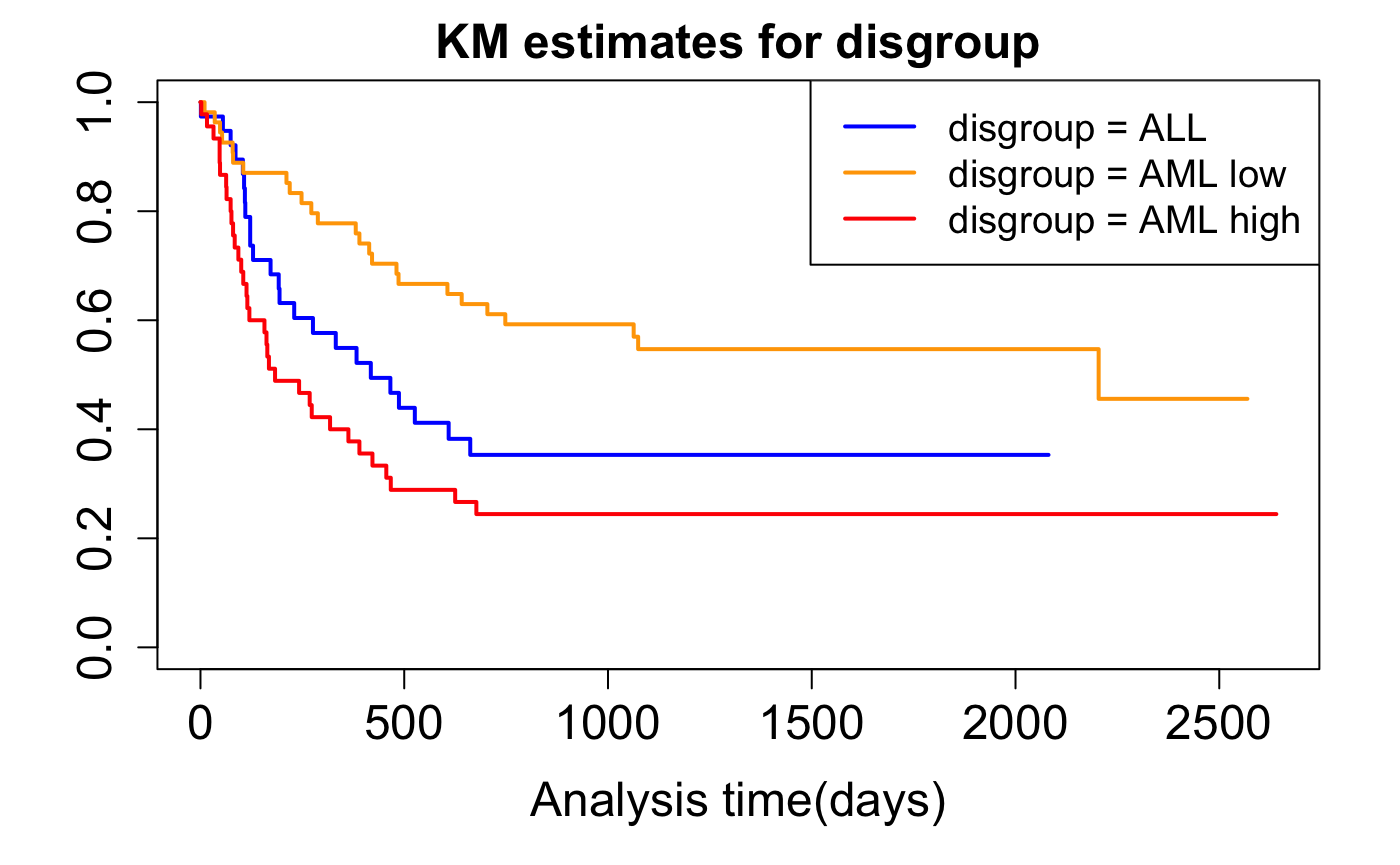 KM estimates for disgroup
disgroup = ALL
disgroup = AML low
disgroup = AML high
1.0
0.8
0.6
0.4
0.2
0.0
0 500 1000 1500 2000 2500
Analysis time(days)